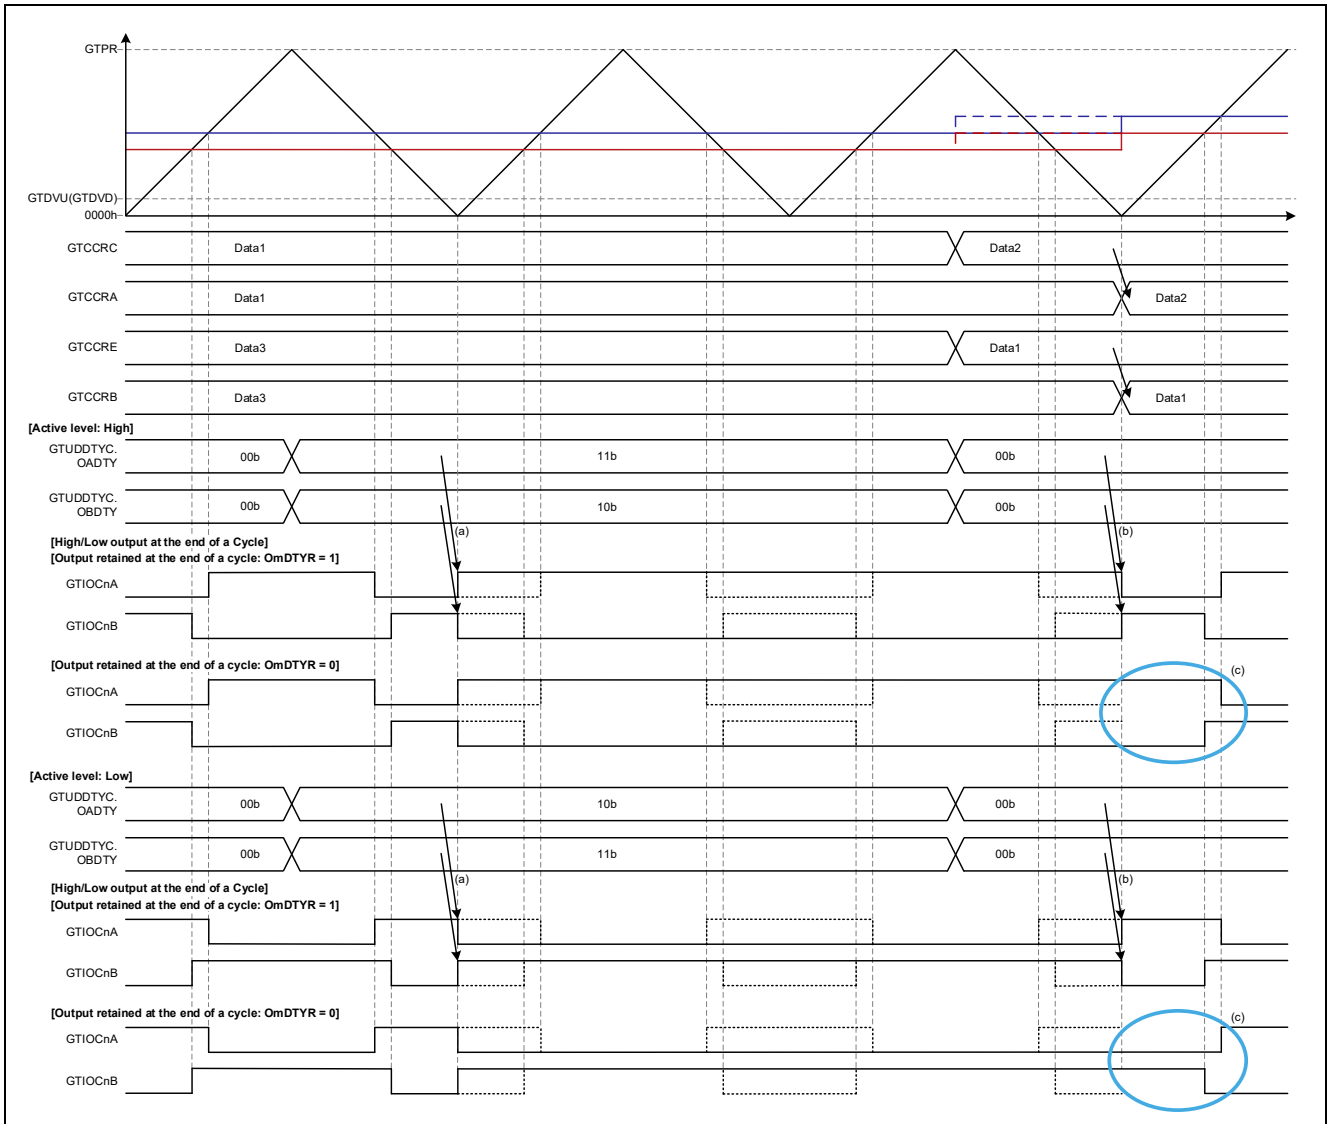 GTPR
GTDVU(GTDVD)
0000h
GTCCRC Data1 Data2
GTCCRA Data1 Data2
GTCCRE Data3 Data1
GTCCRB Data3 Data1
[Active level: High]
GTUDDTYC.
OADTY 00b 11b 00b
GTUDDTYC.
OBDTY 00b 10b 00b
(a) (b)
[High/Low output at the end of a Cycle]
[Output retained at the end of a cycle: OmDTYR = 1]
GTIOCnA
GTIOCnB
[Output retained at the end of a cycle: OmDTYR = 0]
(c)
GTIOCnA
GTIOCnB
[Active level: Low]
GTUDDTYC.
OADTY 00b 10b 00b
GTUDDTYC.
OBDTY 00b 11b 00b
(a) (b)
[High/Low output at the end of a Cycle]
[Output retained at the end of a cycle: OmDTYR = 1]
GTIOCnA
GTIOCnB
[Output retained at the end of a cycle: OmDTYR = 0]
(c)
GTIOCnA
GTIOCnB